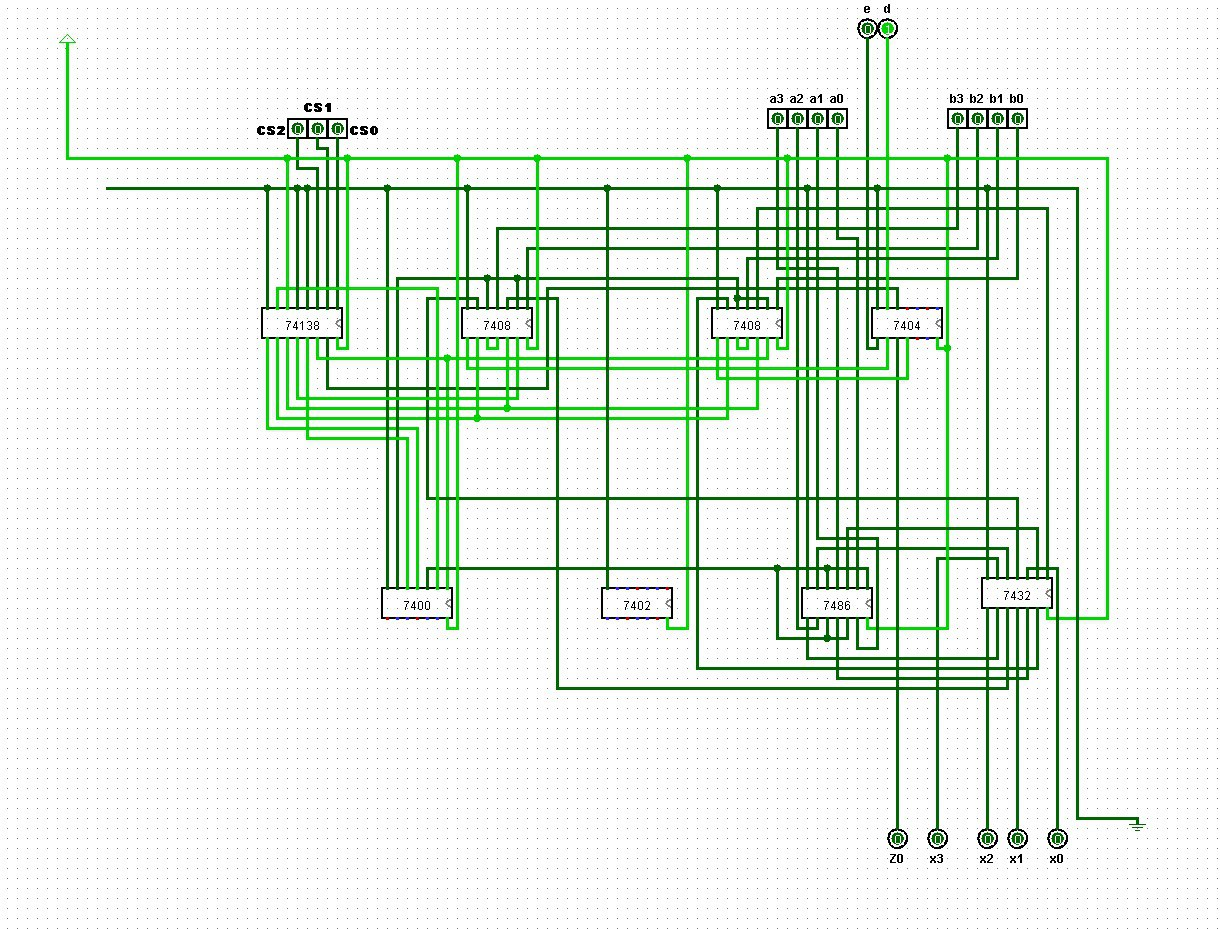 e d
CS1
a3 a2 a1 a0 b3 b2 b1 b0
CS2 CS0
74138 7408 7408 7404
7400 7402 7486 7432
Z0 x3 x2 x1 x0